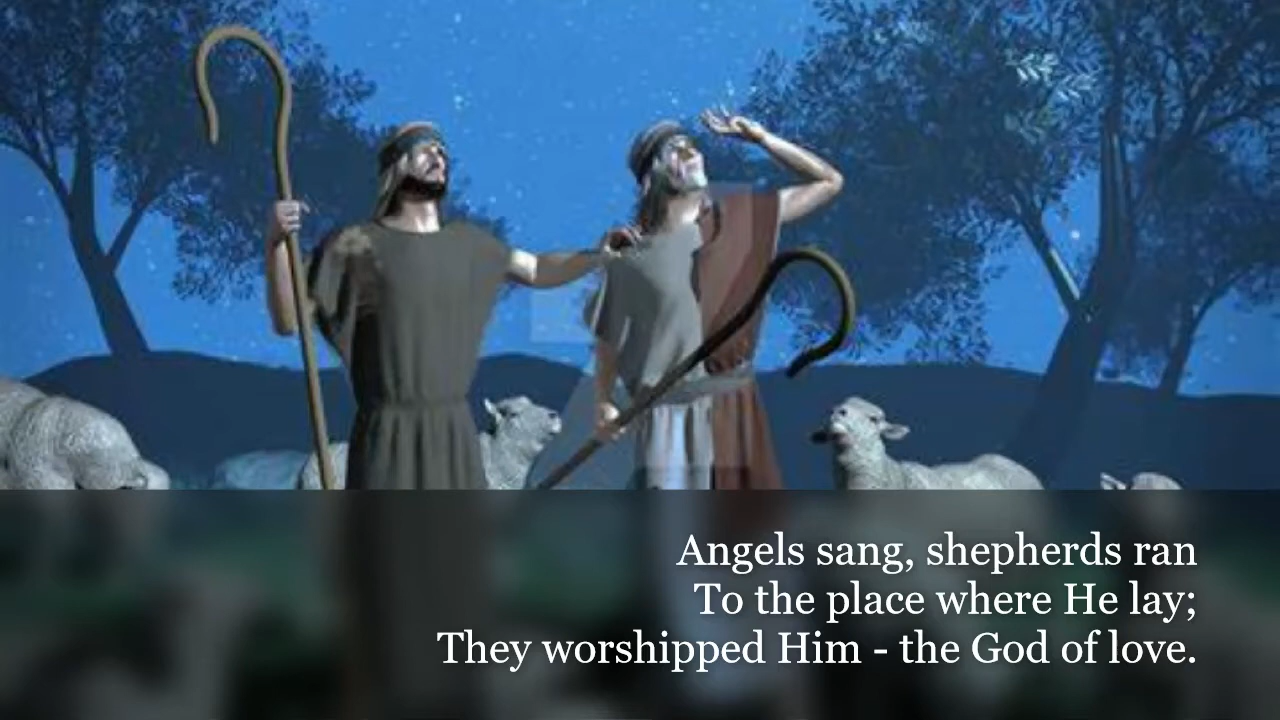 Angels sang, shepherds ran
To the place where He lay;
They worshipped Him - the God of love.